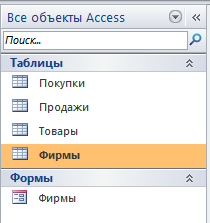 Все объекты Access
Поиск...
Таблицы
Покупки
Продажи
Товары
Фирмы
Формы
Фирмы